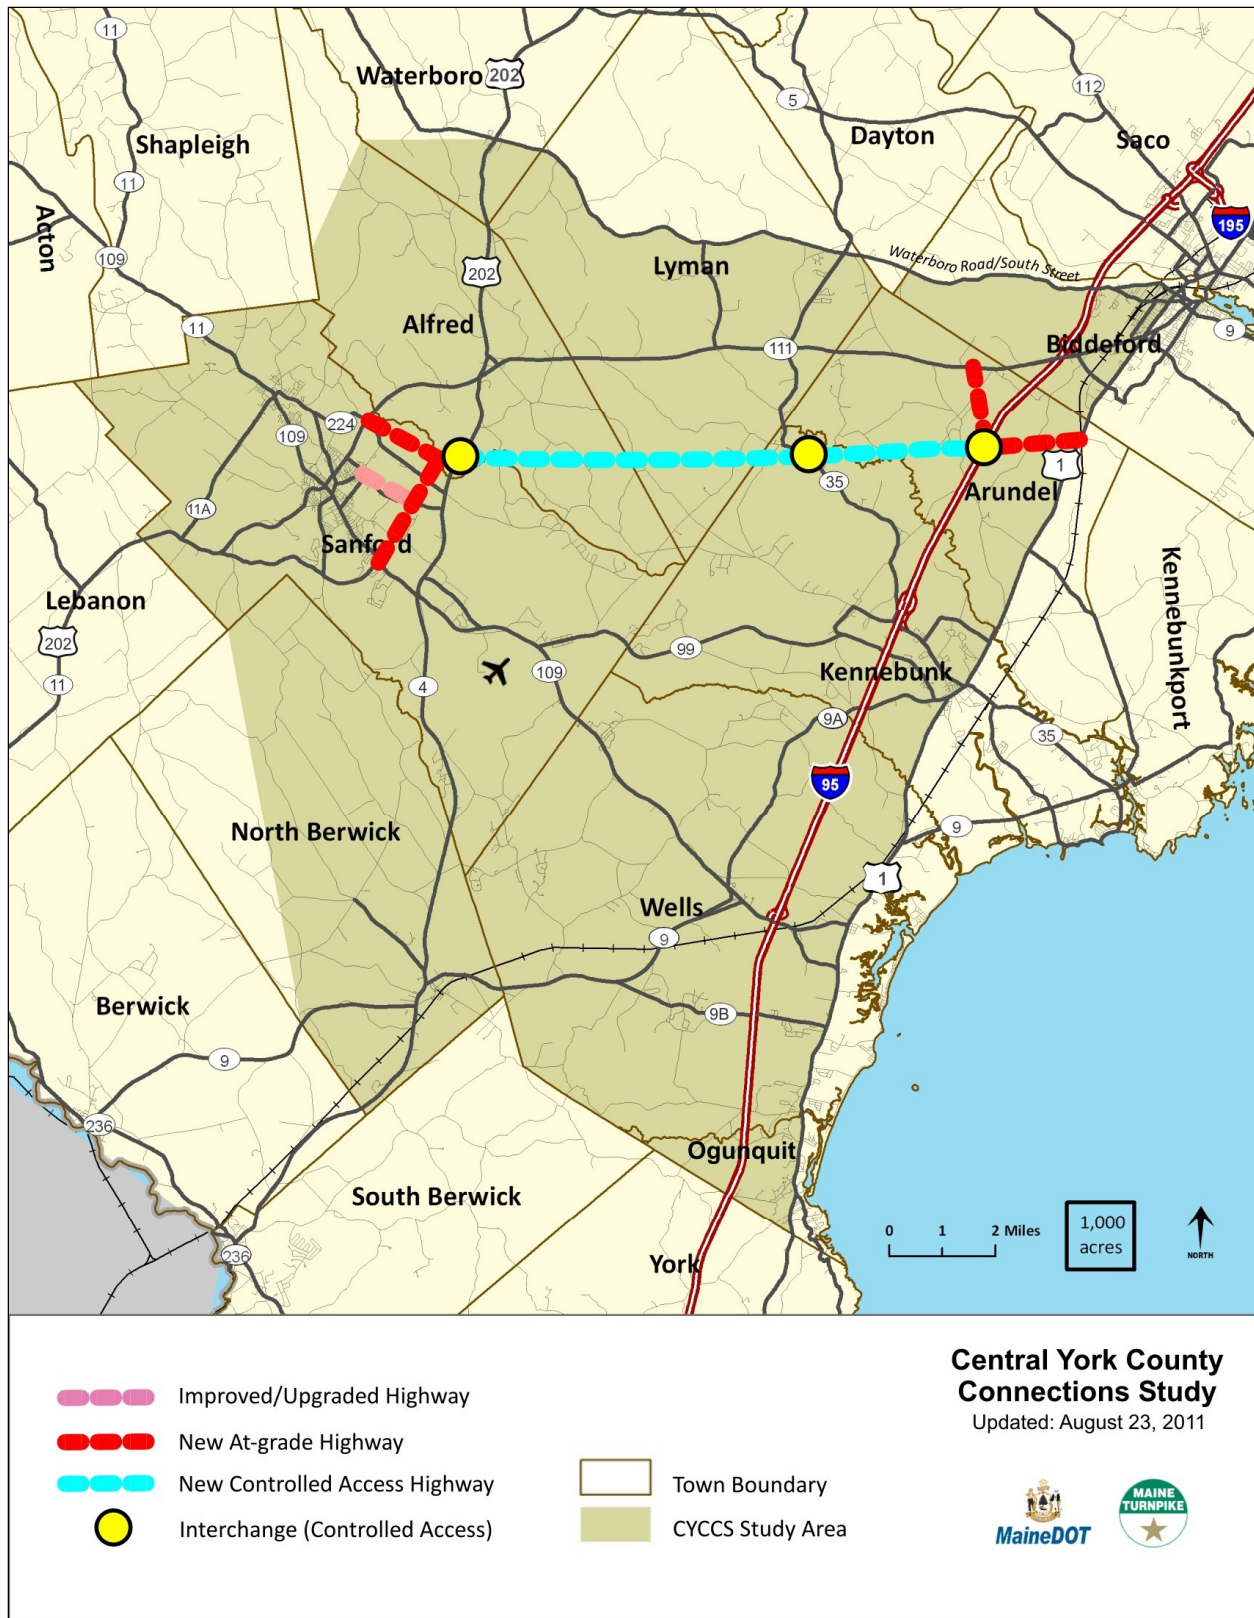 11
Waterboro
202
5
112
Dayton
Saco
Shapleigh
11
Acton
195
109
Waterboro Road/South Street
Lyman
202
11
Alfred
9
111
Biddeford
224
109
1
35
Arundel
11A
Sanford
Kennebunkport
Lebanon
202
11
99
109
4
Kennebunk
9A
35
95
North Berwick
9
1
Wells
9
Berwick
9B
9
236
Ogunquit
South Berwick
0 1 2 Miles
1,000
acres
NORTH
236
York
Central York County
Connections Study
Updated: August 23, 2011
Improved/Upgraded Highway
New At-grade Highway
New Controlled Access Highway
Interchange (Controlled Access)
Town Boundary
CYCCS Study Area
MaineDOT
MAINE
TURNPIKE